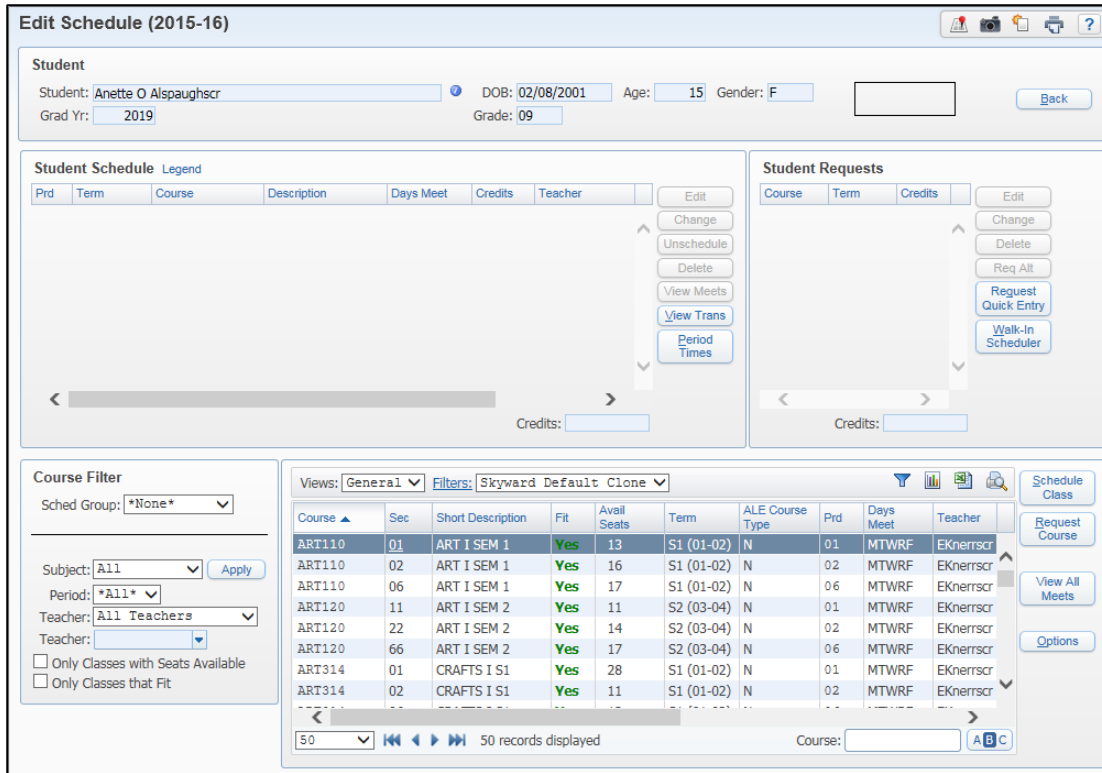 Edit Schedule (2015-16)
?
Student
Student: Anette O Alspaughscr DOB: 02/08/2001 Age: 15 Gender: F
Back
Grad Yr: 2019 Grade: 09
Student Schedule Legend
Prd Term Course Description Days Meet Credits Teacher
Edit
Change
Unschedule
Delete
View Meets
View Trans
Period
Times
Credits:
Student Requests
Course Term Credits
Edit
Change
Delete
Req Alt
Request
Quick Entry
Walk-In
Scheduler
Credits:
Course Filter
Sched Group: *None*
Subject: All Apply
Period: *All*
Teacher: All Teachers
Teacher:
Only Classes with Seats Available
Only Classes that Fit
Views: General Filters: Skyward Default Clone
Course Sec Short Description Fit Avail Seats Term ALE Course Type Prd Days Meet Teacher
ART110 01 ART I SEM 1 Yes 13 S1 (01-02) N 01 MTWRF EKnerrscr
ART110 02 ART I SEM 1 Yes 16 S1 (01-02) N 02 MTWRF EKnerrscr
ART110 06 ART I SEM 1 Yes 17 S1 (01-02) N 06 MTWRF EKnerrscr
ART120 11 ART I SEM 2 Yes 11 S2 (03-04) N 01 MTWRF EKnerrscr
ART120 22 ART I SEM 2 Yes 14 S2 (03-04) N 02 MTWRF EKnerrscr
ART120 66 ART I SEM 2 Yes 17 S2 (03-04) N 06 MTWRF EKnerrscr
ART314 01 CRAFTS I S1 Yes 28 S1 (01-02) N 01 MTWRF EKnerrscr
ART314 02 CRAFTS I S1 Yes 11 S1 (01-02) N 02 MTWRF EKnerrscr
50 50 records displayed Course: A B C
Schedule
Class
Request
Course
View All
Meets
Options